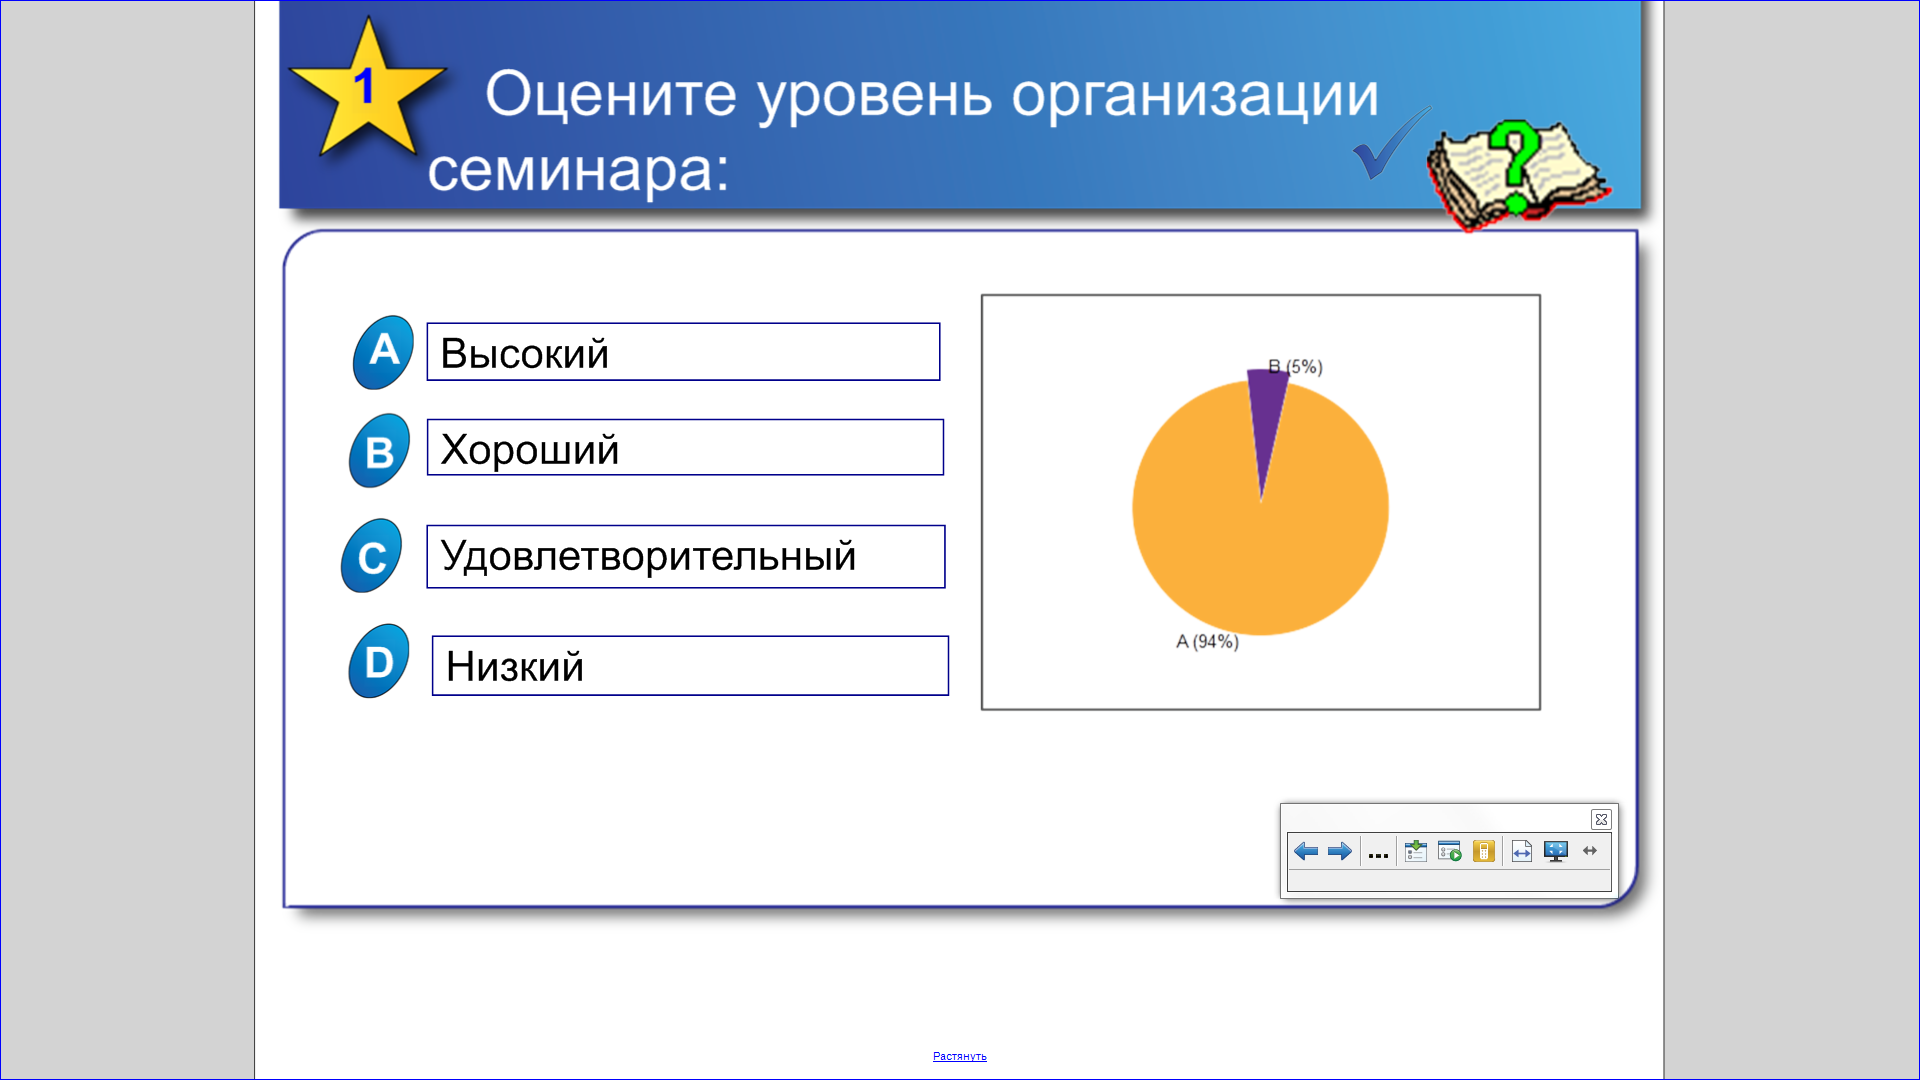 1
Оцените уровень организации
семинара:
?
A Высокий
B Хороший
C Удовлетворительный
D Низкий
B (5%)
A (94%)
...
Растянуть